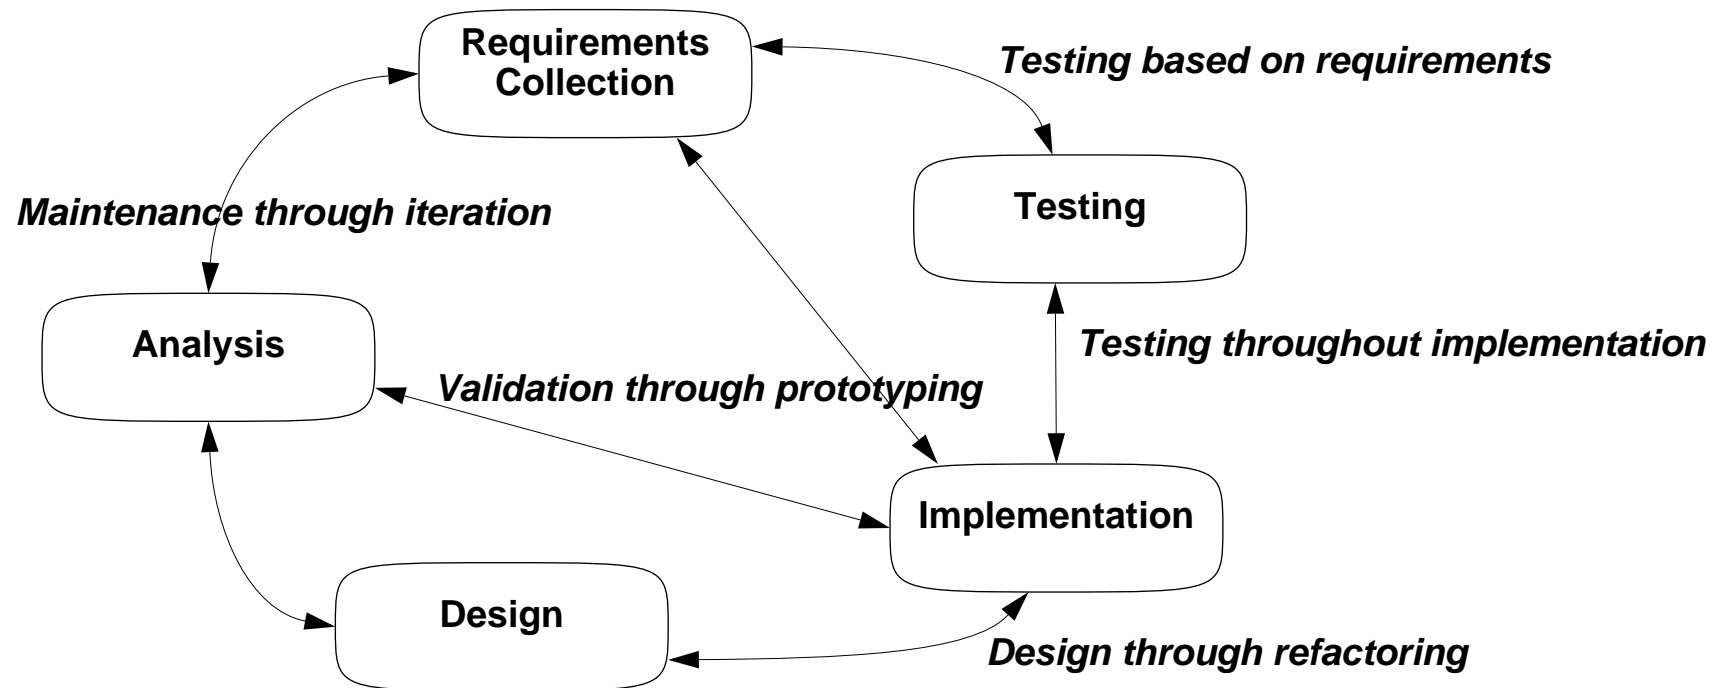 Requirements
Collection
Testing based on requirements
Testing
Maintenance through iteration
Analysis
Testing throughout implementation
Validation through prototyping
Implementation
Design
Design through refactoring